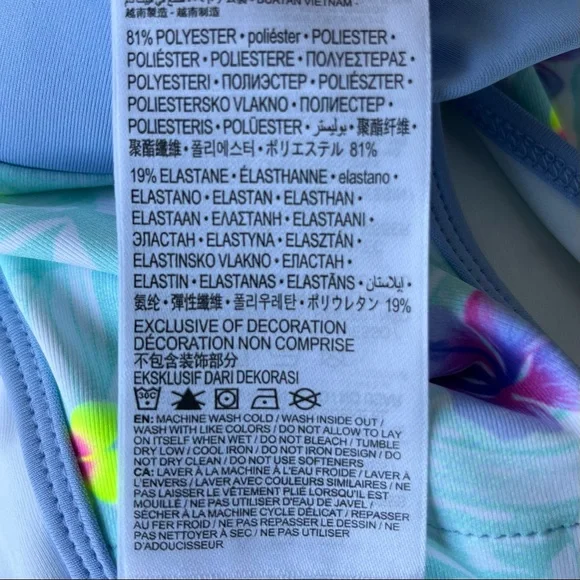 越南製造 • 越南制造
81% POLYESTER • poliéster • POLIESTER •
POLIÉSTER • POLIESTERE • ΠΟΛΥΕΣΤΕΡΑΣ •
POLYESTERI • ПОЛИЭСТЕР • POLIÉSZTER •
POLIESTERSKO VLAKNO • ПОЛИЕСТЕР •
POLIESTERIS • POLÜESTER • بوليستر • 聚酯纤维 •
聚酯纖維 • 폴리에스터 • ポリエステル 81%
19% ELASTANE • ÉLASTHANNE • elastano •
ELASTANO • ELASTAN • ELASTHAN •
ELASTAAN • ΕΛΑΣΤΑΝΗ • ELASTAANI •
ЭЛАСТАН • ELASTYNA • ELASZTÁN •
ELASTINSKO VLAKNO • ЕЛАСТАН •
ELASTIN • ELASTANAS • ELASTĀNS • إيلاستان •
氨纶 • 彈性纖維 • 폴리우레탄 • ポリウレタン 19%
EXCLUSIVE OF DECORATION
DÉCORATION NON COMPRISE
不包含装饰部分
EKSKLUSIF DARI DEKORASI
EN: MACHINE WASH COLD / WASH INSIDE OUT /
WASH WITH LIKE COLORS / DO NOT ALLOW TO LAY
ON ITSELF WHEN WET / DO NOT BLEACH / TUMBLE
DRY LOW / COOL IRON / DO NOT IRON DESIGN / DO
NOT DRY CLEAN / DO NOT USE SOFTENERS
CA: LAVER À LA MACHINE À L'EAU FROIDE / LAVER À
L'ENVERS / LAVER AVEC COULEURS SIMILAIRES / NE
PAS LAISSER LE VÊTEMENT PLIÉ LORSQU'IL EST
MOUILLÉ / NE PAS UTILISER D'EAU DE JAVEL /
SÉCHER À LA MACHINE CYCLE DÉLICAT / REPASSER
AU FER FROID / NE PAS REPASSER LE DESSIN / NE
PAS NETTOYER À SEC / NE PAS UTILISER
D'ADOUCISSEUR